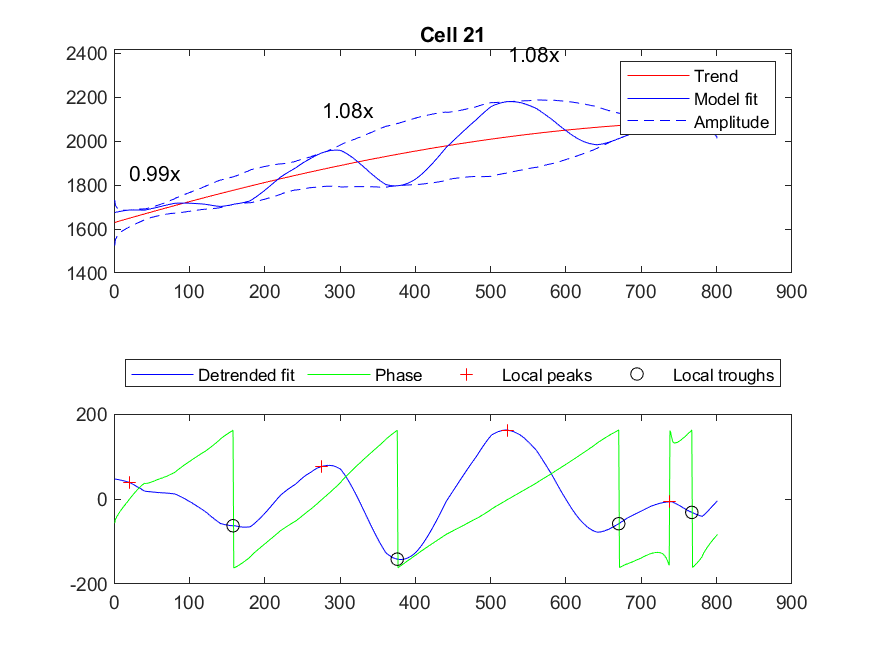 Cell 21
2400
2200
2000
1800
1600
1400
0 100 200 300 400 500 600 700 800 900
0.99x
1.08x
1.08x
Trend
Model fit
Amplitude
Detrended fit Phase Local peaks Local troughs
200
0
-200
0 100 200 300 400 500 600 700 800 900